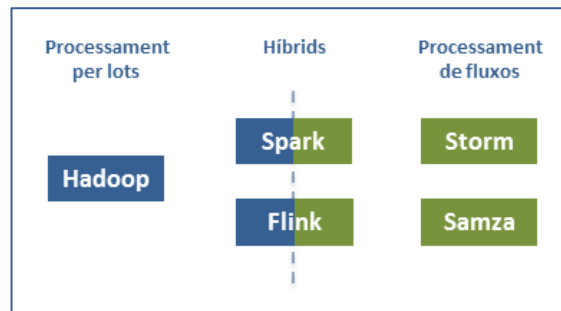 Processament
per lots
Híbrids
Processament
de fluxos
Hadoop
Spark
Flink
Storm
Samza